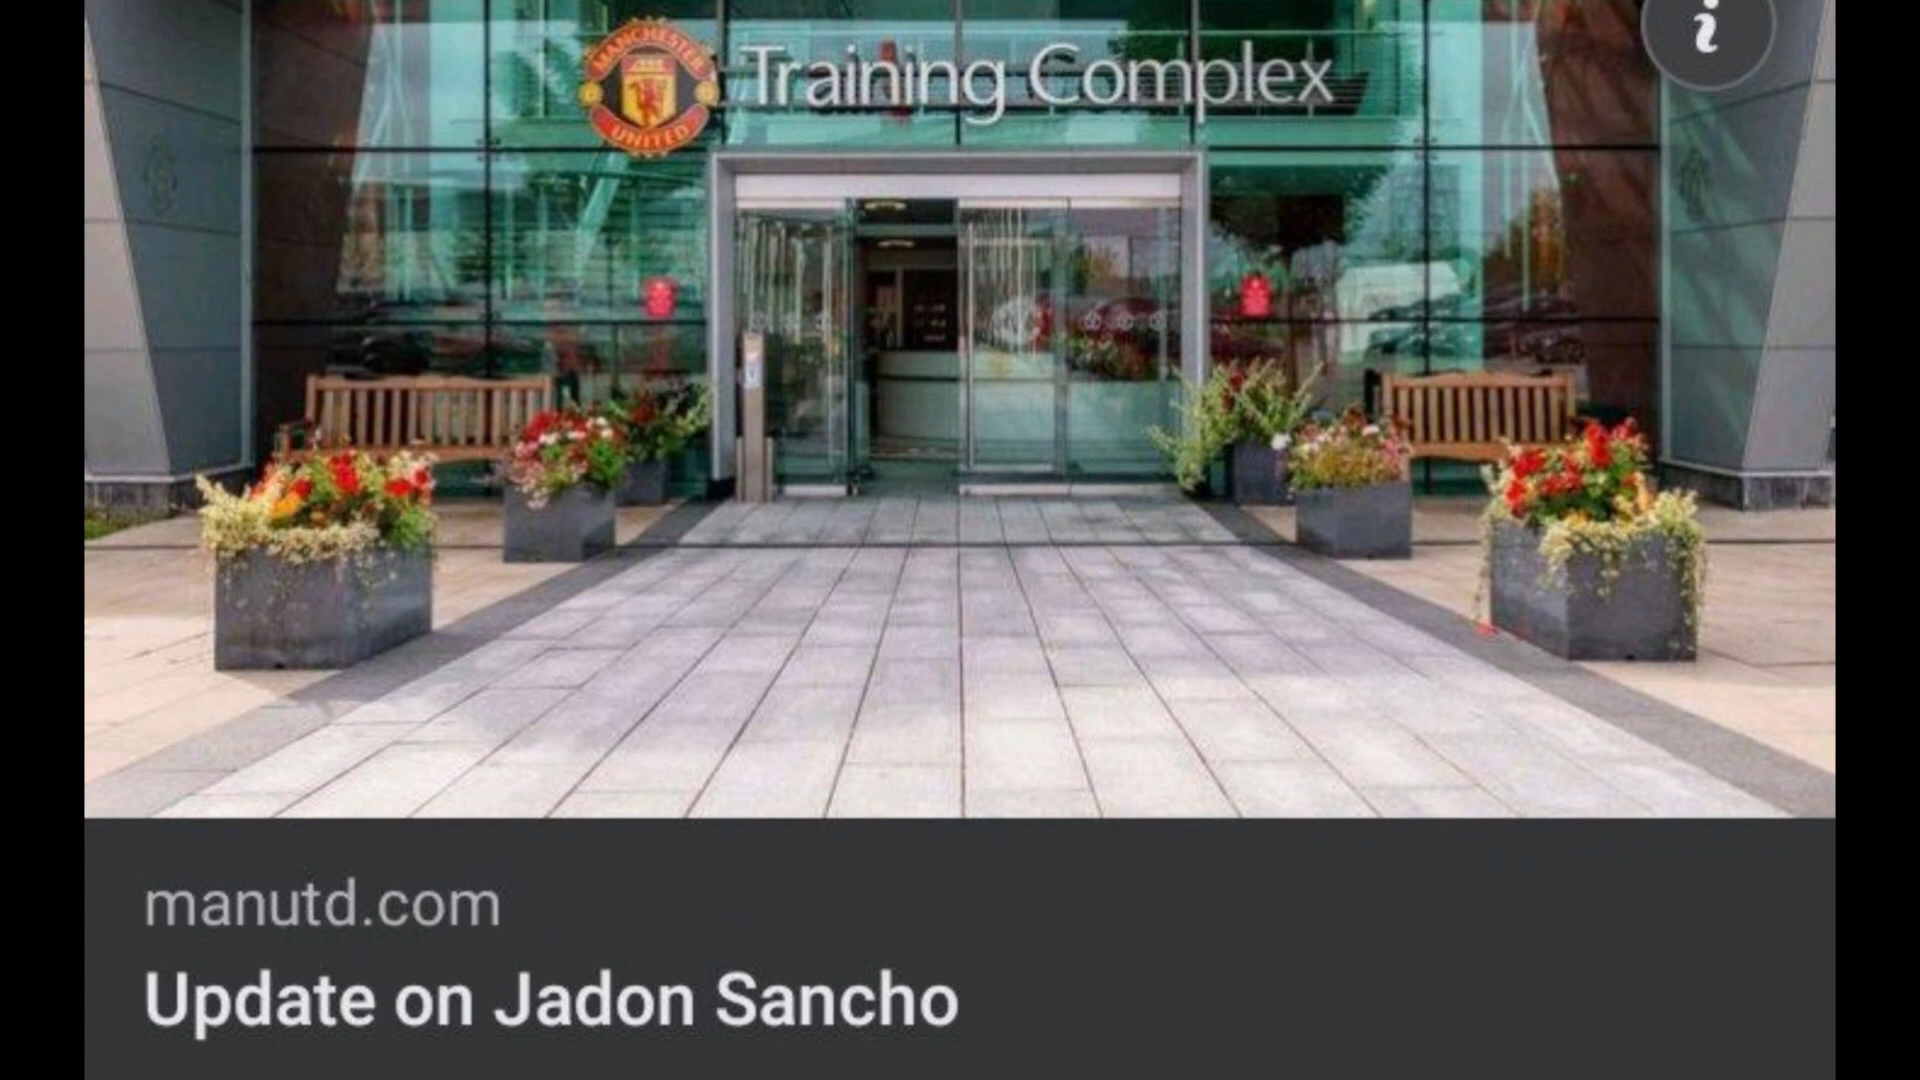 MANCHESTER
UNITED
Training Complex
i
manutd.com
Update on Jadon Sancho